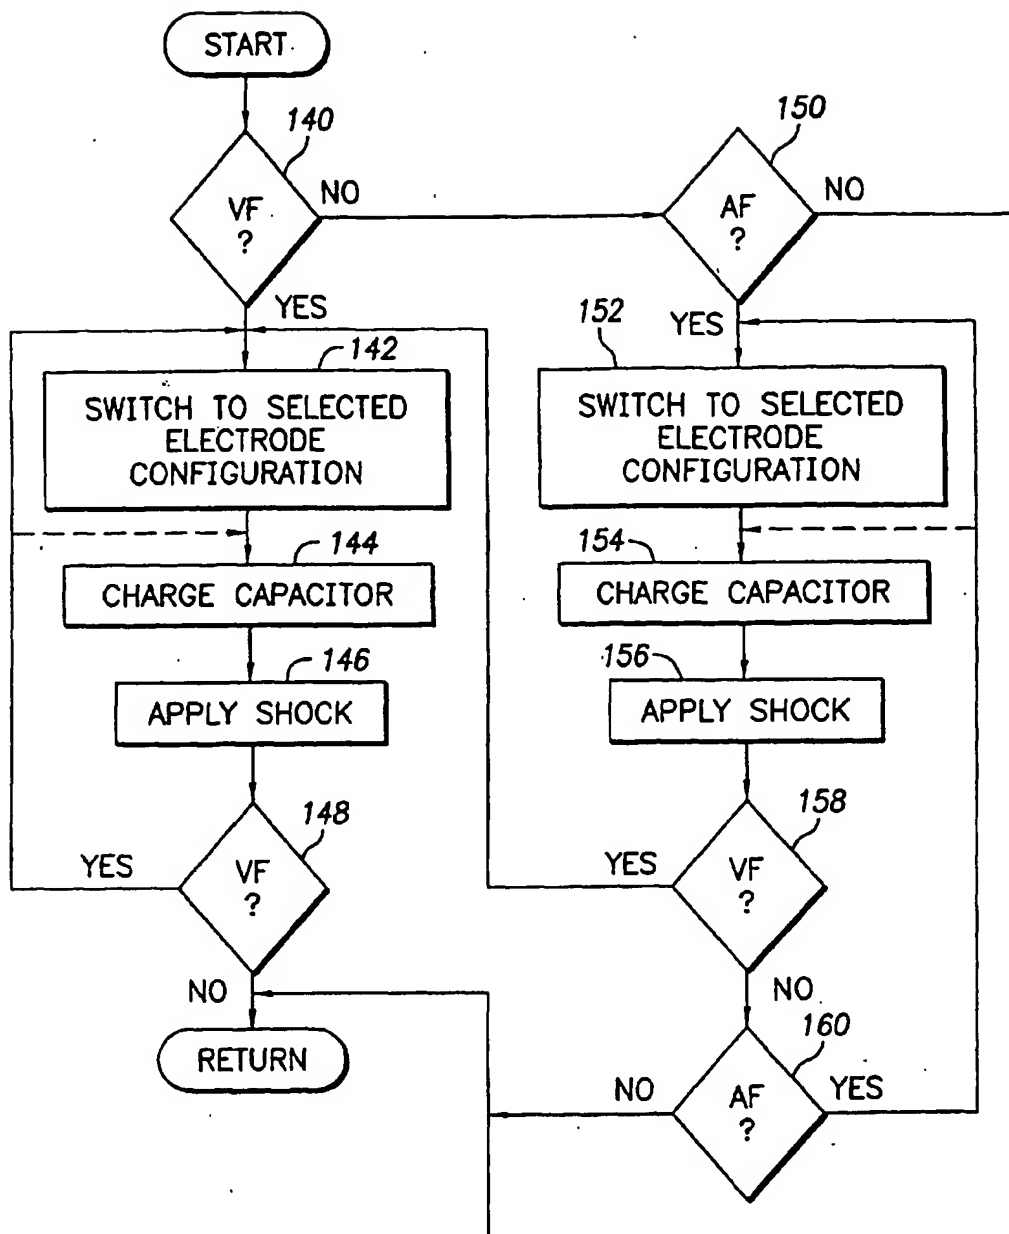 START
140
VF
?
NO
YES
142
SWITCH TO SELECTED
ELECTRODE
CONFIGURATION
144
CHARGE CAPACITOR
146
APPLY SHOCK
148
VF
?
YES
NO
RETURN
150
AF
?
NO
YES
152
SWITCH TO SELECTED
ELECTRODE
CONFIGURATION
154
CHARGE CAPACITOR
156
APPLY SHOCK
158
VF
?
YES
NO
160
AF
?
NO
YES